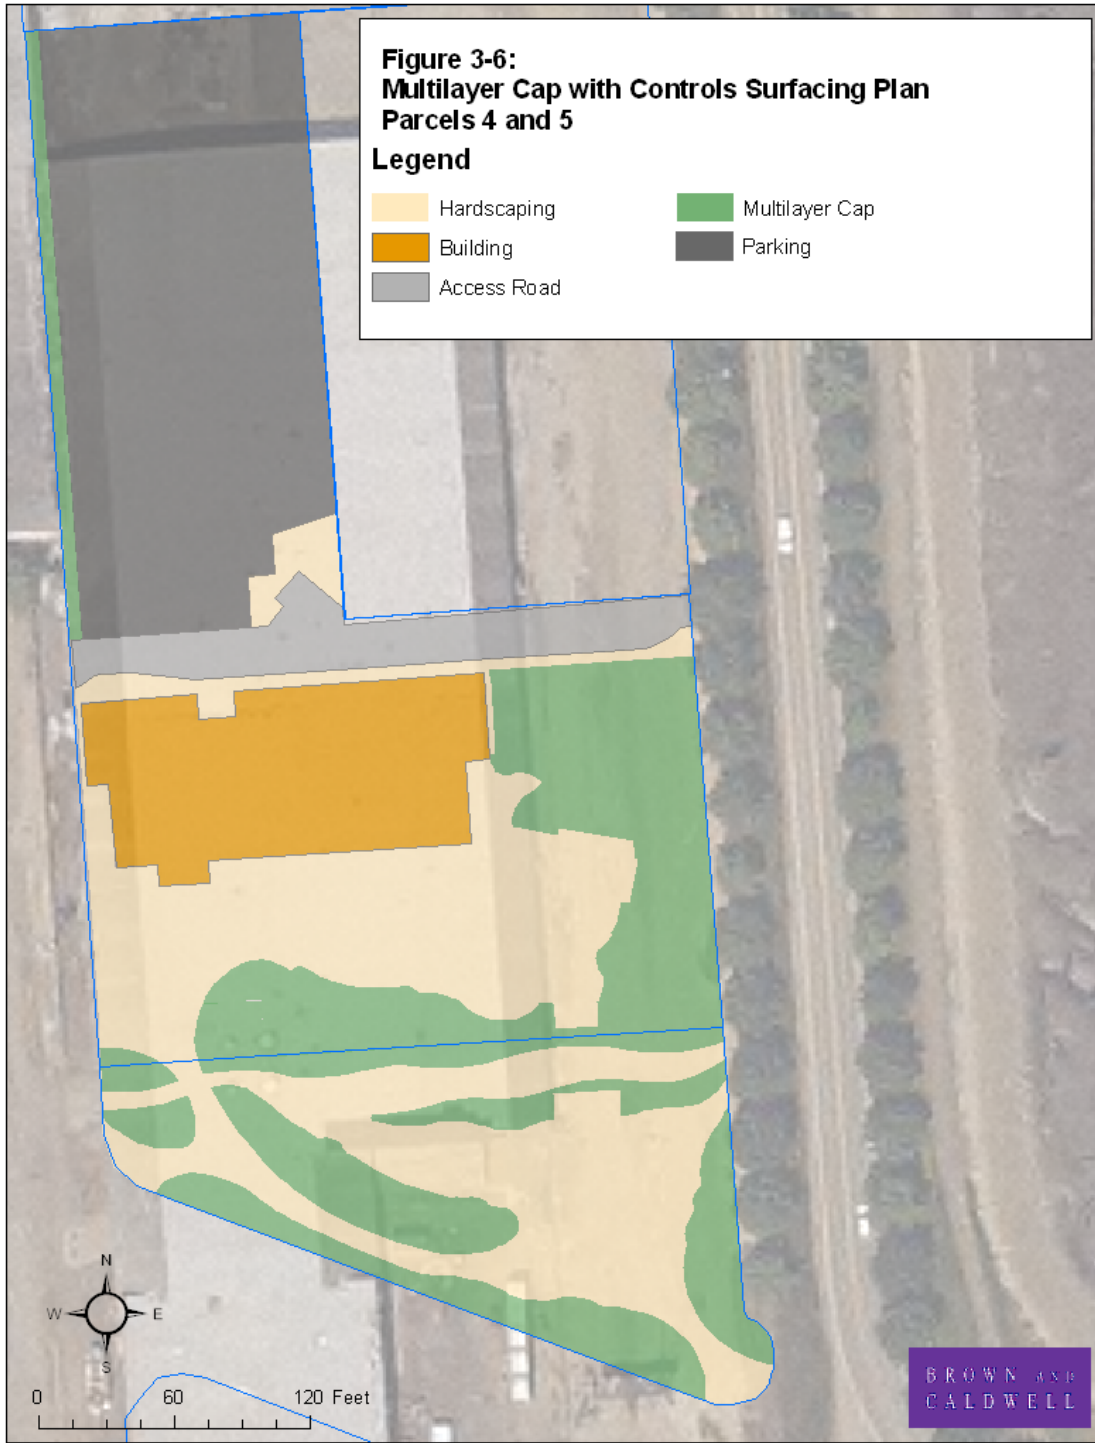 Figure 3-6:
Multilayer Cap with Controls Surfacing Plan
Parcels 4 and 5
Legend
Hardscaping
Multilayer Cap
Building
Parking
Access Road
N
W E
S
0 60 120 Feet
BROWN AND
CALDWELL